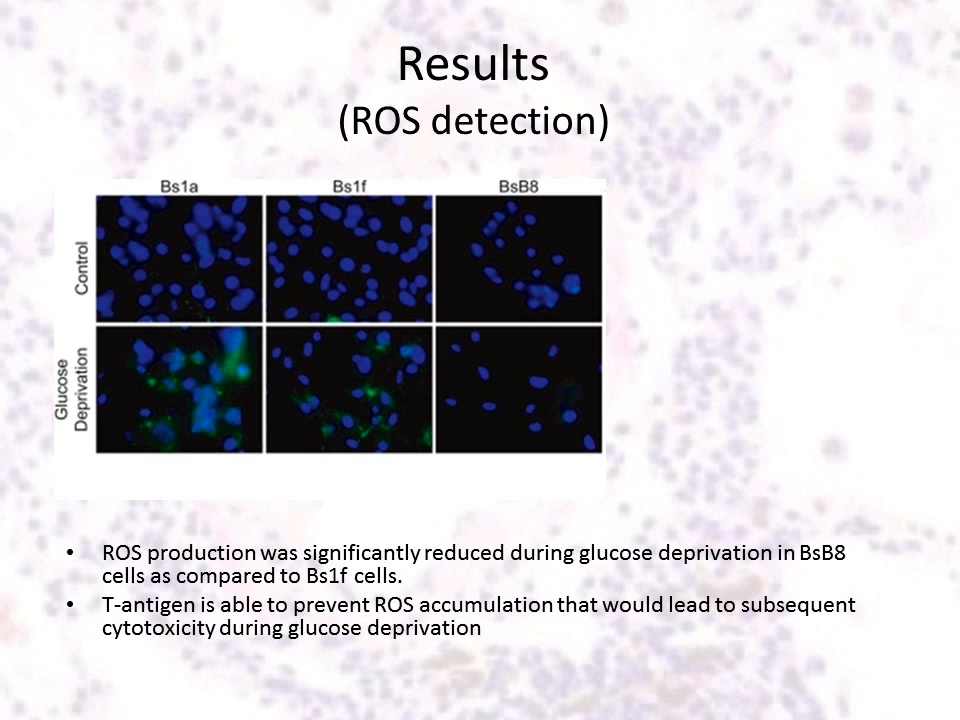 Results
(ROS detection)
Bs1a Bs1f BsB8
Control
Glucose
Deprivation
• ROS production was significantly reduced during glucose deprivation in BsB8
cells as compared to Bs1f cells.
• T-antigen is able to prevent ROS accumulation that would lead to subsequent
cytotoxicity during glucose deprivation